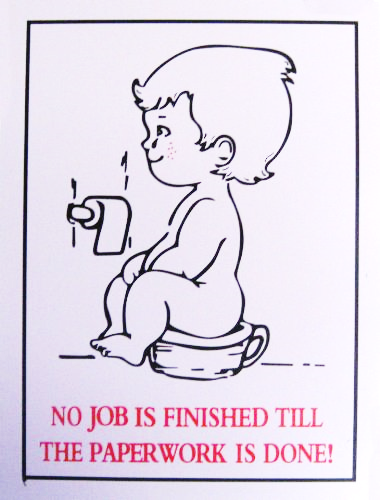 NO JOB IS FINISHED TILL
THE PAPERWORK IS DONE!